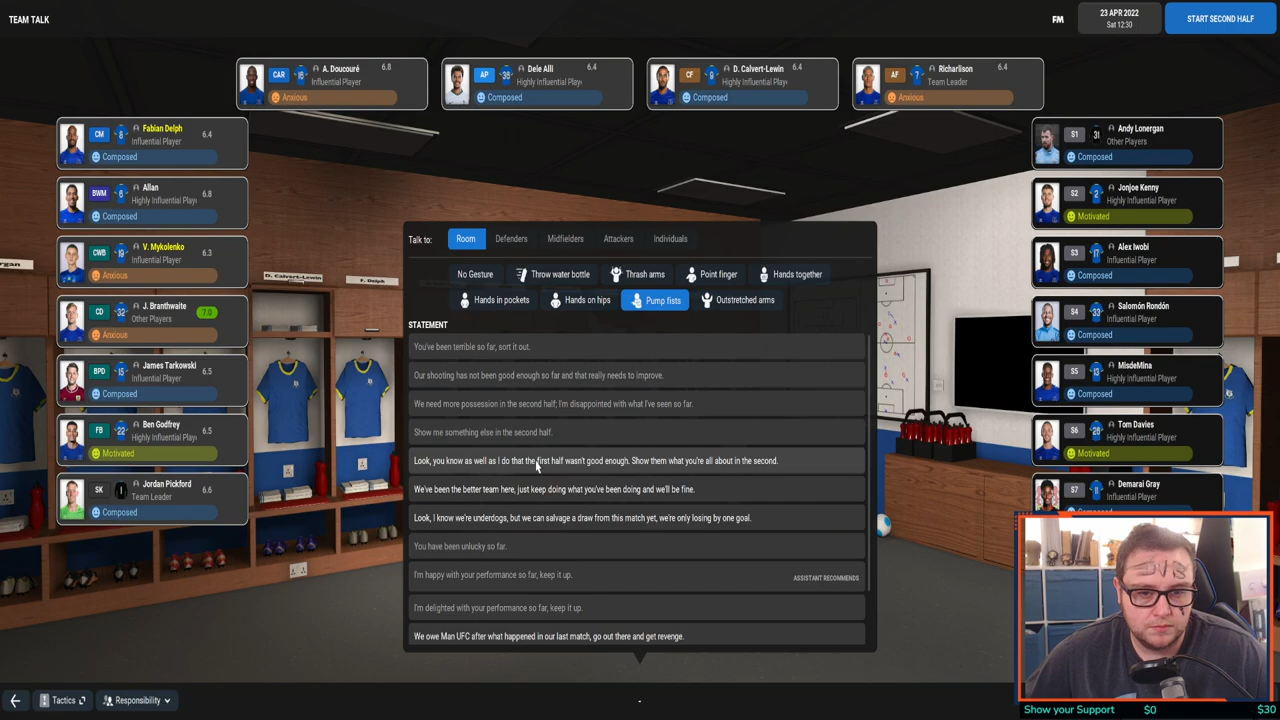 TEAM TALK
FM
23 APR 2022
Sat 12:30
START SECOND HALF
CAR 16 A. Doucouré 6.8
Influential Player
Anxious
AP 36 Dele Alli 6.4
Highly Influential Play
Composed
CF 9 D. Calvert-Lewin 6.4
Highly Influential Play
Composed
AF 7 Richarlison 6.4
Team Leader
Anxious
CM 8 Fabian Delph 6.4
Influential Player
Composed
BWM 6 Allan 6.8
Highly Influential Play
Composed
CWB 19 V. Mykolenko 6.3
Influential Player
Anxious
CD 32 J. Branthwaite 7.0
Other Players
Anxious
BPD 15 James Tarkowski 6.5
Influential Player
Composed
FB 22 Ben Godfrey 6.5
Highly Influential Play
Motivated
SK 1 Jordan Pickford 6.6
Team Leader
Composed
S1 31 Andy Lonergan
Other Players
Composed
S2 2 Jonjoe Kenny
Highly Influential Player
Motivated
S3 17 Alex Iwobi
Influential Player
Composed
S4 33 Salomón Rondón
Influential Player
Composed
S5 13 MisdeMina
Highly Influential Player
Composed
S6 26 Tom Davies
Highly Influential Player
Motivated
S7 Demarai Gray
Influential Player
D. Calvert-Lewin
F. Delph
Talk to: Room Defenders Midfielders Attackers Individuals
No Gesture Throw water bottle Thrash arms Point finger Hands together
Hands in pockets Hands on hips Pump fists Outstretched arms
STATEMENT
You've been terrible so far, sort it out.
Our shooting has not been good enough so far and that really needs to improve.
We need more possession in the second half; I'm disappointed with what I've seen so far.
Show me something else in the second half.
Look, you know as well as I do that the first half wasn't good enough. Show them what you're all about in the second.
We've been the better team here, just keep doing what you've been doing and we'll be fine.
Look, I know we're underdogs, but we can salvage a draw from this match yet, we're only losing by one goal.
You have been unlucky so far.
I'm happy with your performance so far, keep it up. ASSISTANT RECOMMENDS
I'm delighted with your performance so far, keep it up.
We owe Man UFC after what happened in our last match, go out there and get revenge.
Tactics
Responsibility
-
Show your Support $0 $30